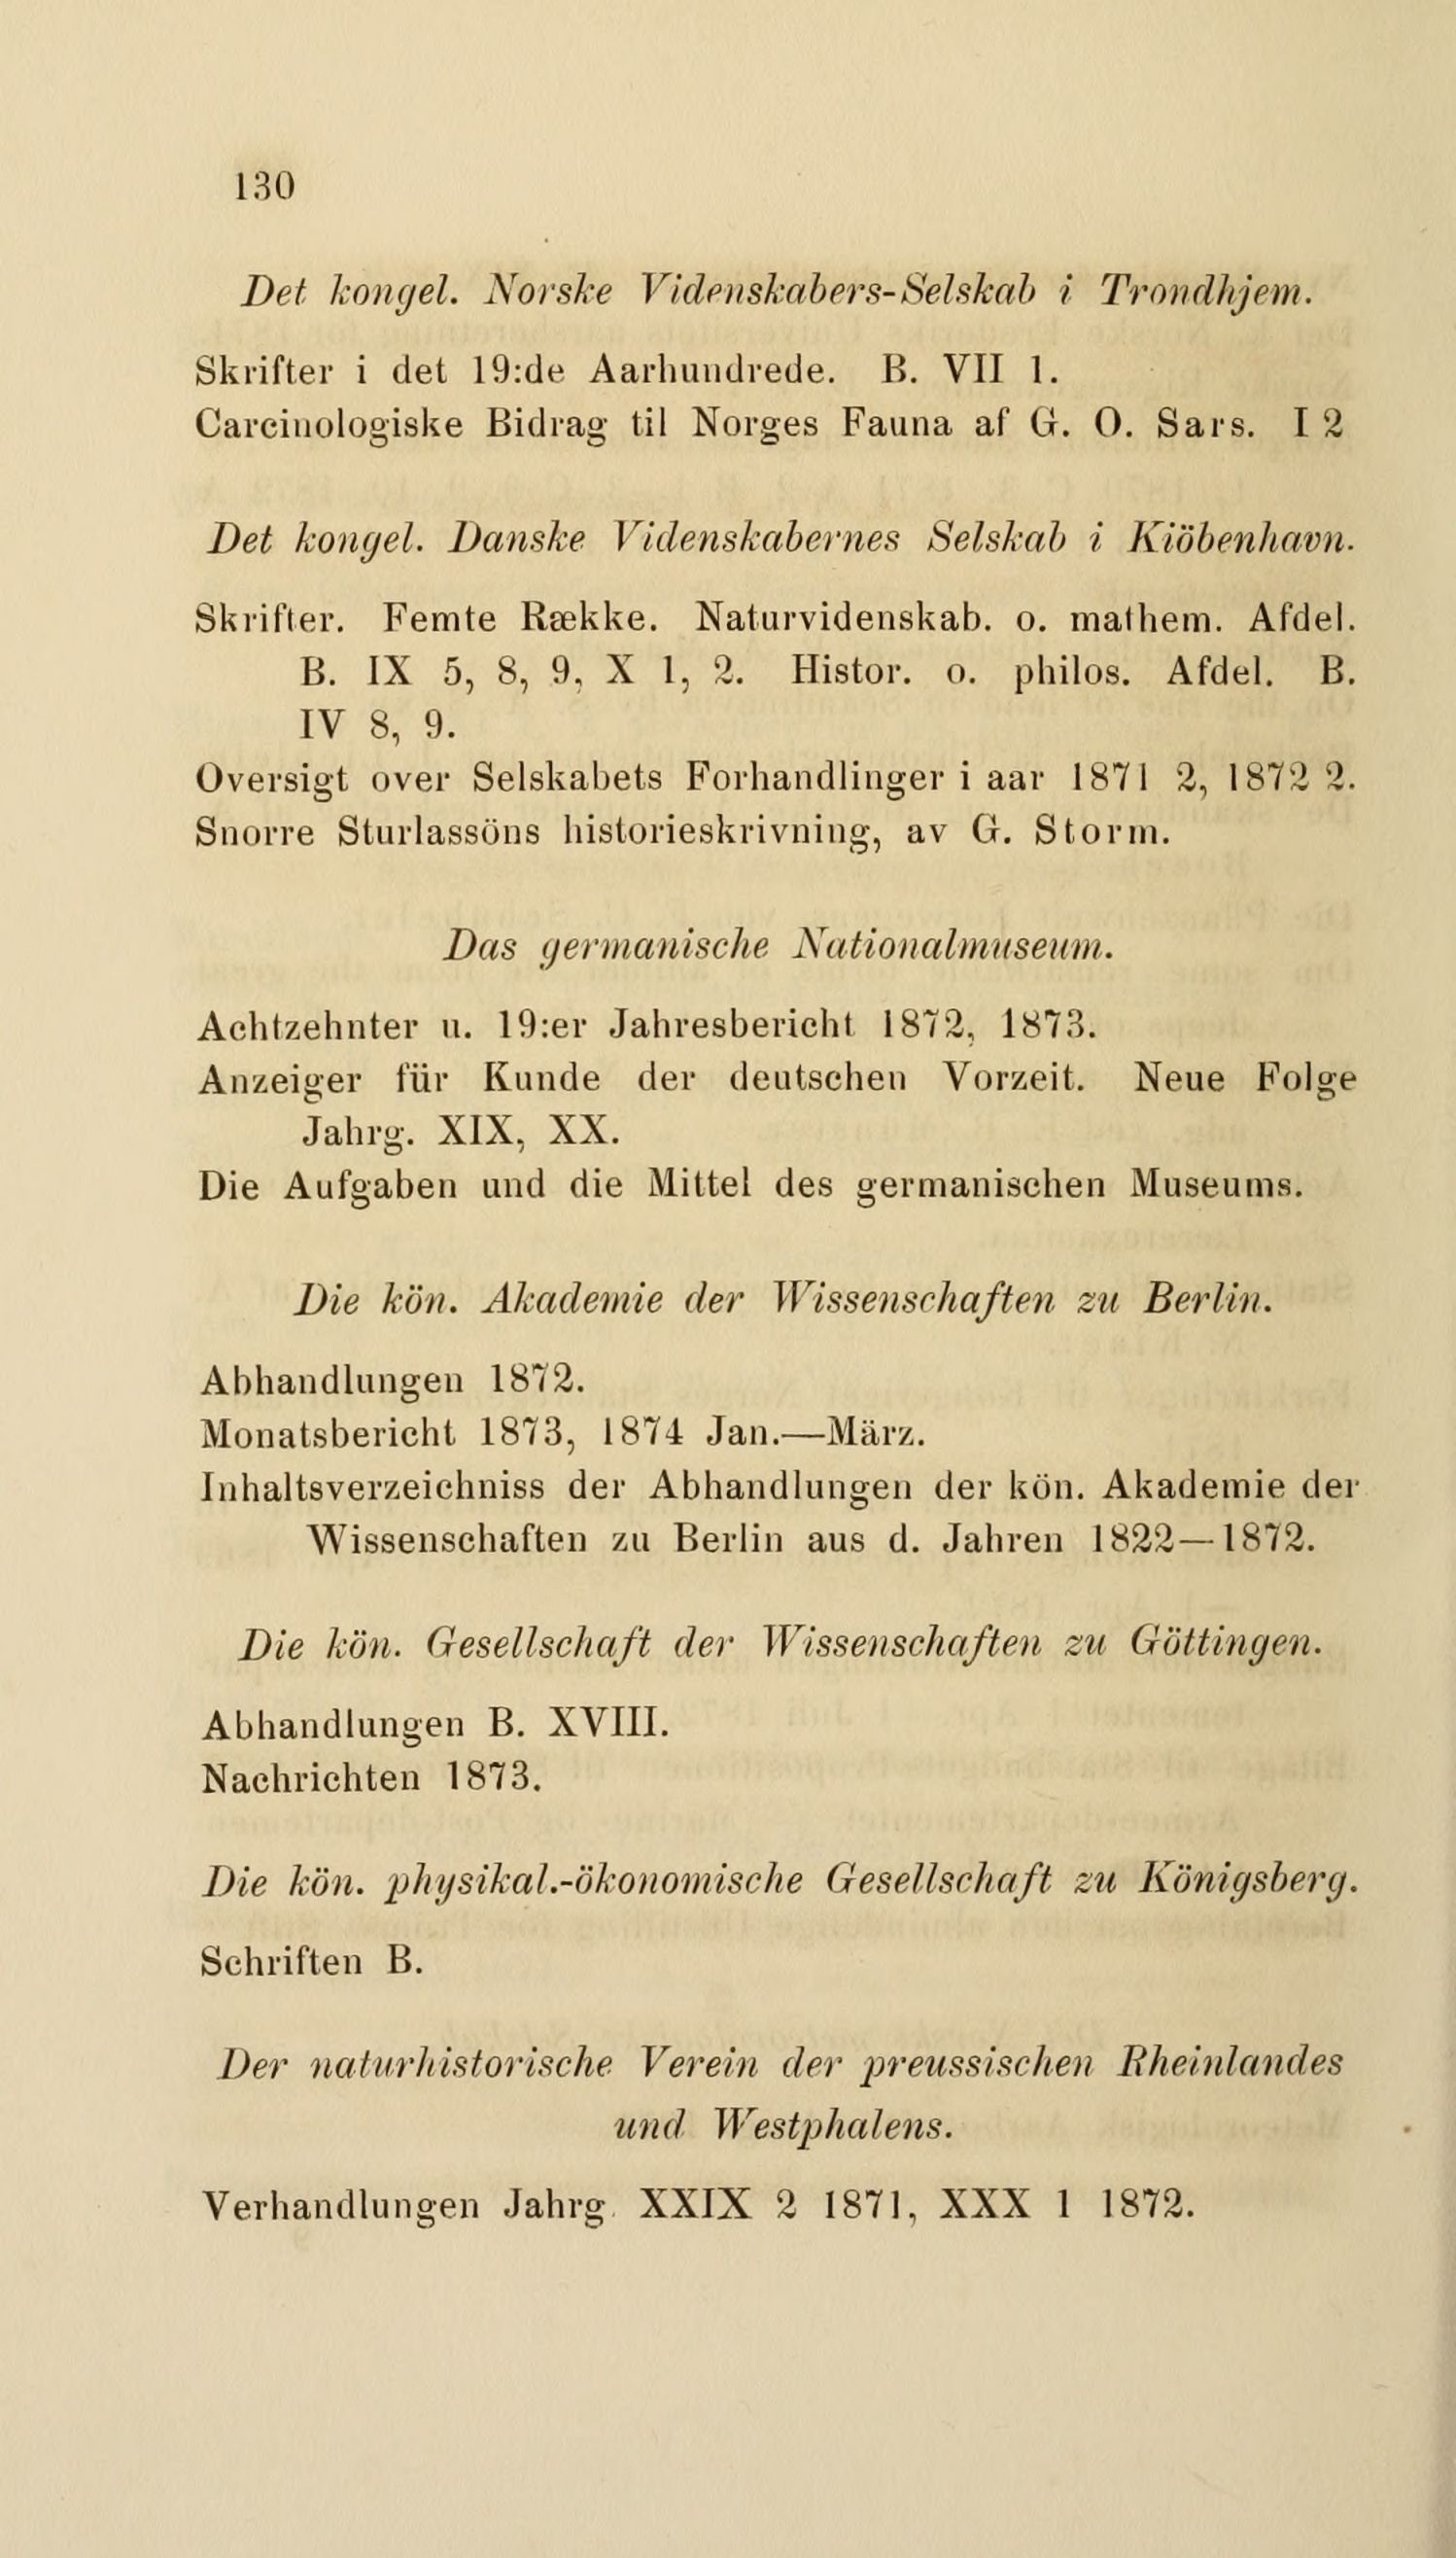 130
Det kongel. Norske Videnskabers-Selskab i Trondhjem.
Skrifter i det 19:de Aarhundrede. B. VII 1.
Carcinologiske Bidrag til Norges Fauna af G. O. Sars. I 2
Det kongel. Danske Videnskabernes Selskab i Kiöbenhavn.
Skrifter. Femte Række. Naturvidenskab. o. mathem. Afdel.
B. IX 5, 8, 9, X 1, 2. Histor. o. philos. Afdel. B.
IV 8, 9.
Oversigt over Selskabets Forhandlinger i aar 1871 2, 1872 2.
Snorre Sturlassöns historieskrivning, av G. Storm.
Das germanische Nationalmuseum.
Achtzehnter u. 19:er Jahresbericht 1872, 1873.
Anzeiger für Kunde der deutschen Vorzeit. Neue Folge
Jahrg. XIX, XX.
Die Aufgaben und die Mittel des germanischen Museums.
Die kön. Akademie der Wissenschaften zu Berlin.
Abhandlungen 1872.
Monatsbericht 1873, 1874 Jan.—März.
Inhaltsverzeichniss der Abhandlungen der kön. Akademie der
Wissenschaften zu Berlin aus d. Jahren 1822—1872.
Die kön. Gesellschaft der Wissenschaften zu Göttingen.
Abhandlungen B. XVIII.
Nachrichten 1873.
Die kön. physikal.-ökonomische Gesellschaft zu Königsberg.
Schriften B.
Der naturhistorische Verein der preussischen Rheinlandes
und Westphalens.
Verhandlungen Jahrg. XXIX 2 1871, XXX 1 1872.